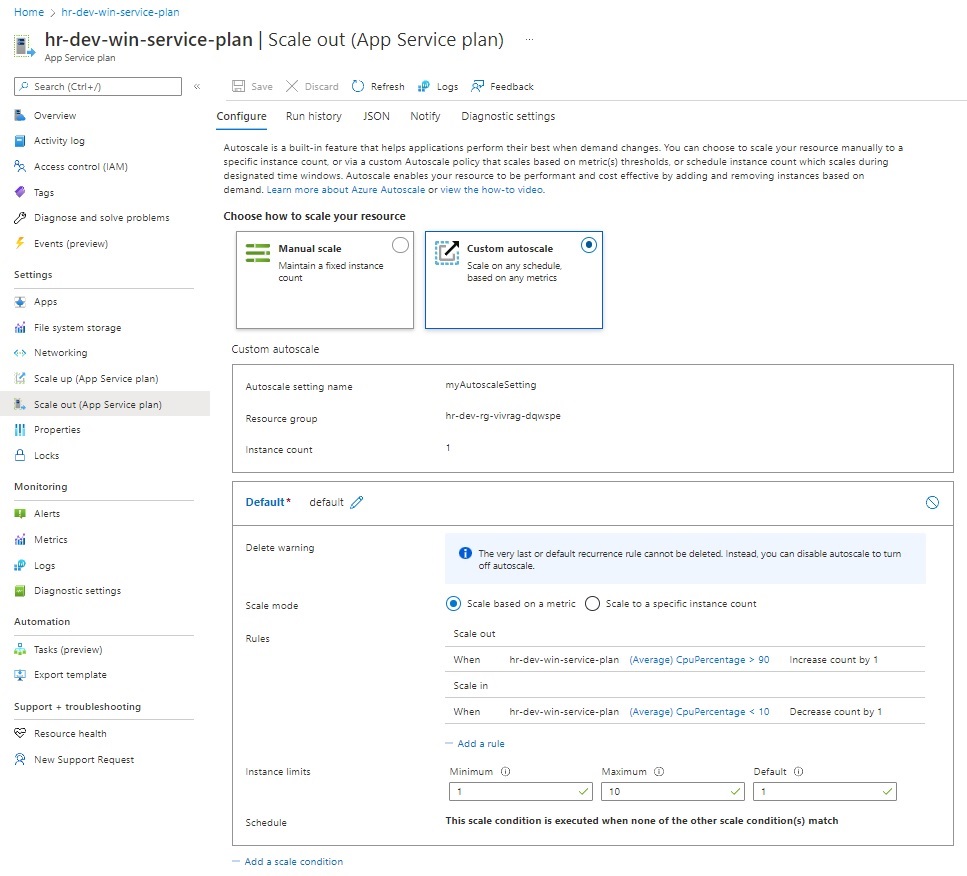 Home > hr-dev-win-service-plan
hr-dev-win-service-plan | Scale out (App Service plan) ...
App Service plan
Search (Ctrl+/) «
Overview
Activity log
Access control (IAM)
Tags
Diagnose and solve problems
Events (preview)
Settings
Apps
File system storage
Networking
Scale up (App Service plan)
Scale out (App Service plan)
Properties
Locks
Monitoring
Alerts
Metrics
Logs
Diagnostic settings
Automation
Tasks (preview)
Export template
Support + troubleshooting
Resource health
New Support Request
Save Discard Refresh Logs Feedback
Configure Run history JSON Notify Diagnostic settings
Autoscale is a built-in feature that helps applications perform their best when demand changes. You can choose to scale your resource manually to a
specific instance count, or via a custom Autoscale policy that scales based on metric(s) thresholds, or schedule instance count which scales during
designated time windows. Autoscale enables your resource to be performant and cost effective by adding and removing instances based on
demand. Learn more about Azure Autoscale or view the how-to video.
Choose how to scale your resource
Manual scale
Maintain a fixed instance
count
Custom autoscale
Scale on any schedule,
based on any metrics
Custom autoscale
Autoscale setting name myAutoscaleSetting
Resource group hr-dev-rg-vivrag-dqwspe
Instance count 1
Default* default
Delete warning
The very last or default recurrence rule cannot be deleted. Instead, you can disable autoscale to turn
off autoscale.
Scale mode Scale based on a metric Scale to a specific instance count
Rules
Scale out
When hr-dev-win-service-plan (Average) CpuPercentage > 90 Increase count by 1
Scale in
When hr-dev-win-service-plan (Average) CpuPercentage < 10 Decrease count by 1
Add a rule
Instance limits
Minimum Maximum Default
1 10 1
Schedule This scale condition is executed when none of the other scale condition(s) match
Add a scale condition